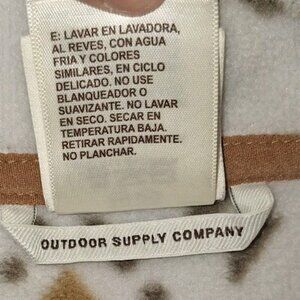 E: LAVAR EN LAVADORA,
AL REVES, CON AGUA
FRIA Y COLORES
SIMILARES, EN CICLO
DELICADO. NO USE
BLANQUEADOR O
SUAVIZANTE. NO LAVAR
EN SECO. SECAR EN
TEMPERATURA BAJA.
RETIRAR RAPIDAMENTE.
NO PLANCHAR.
OUTDOOR SUPPLY COMPANY